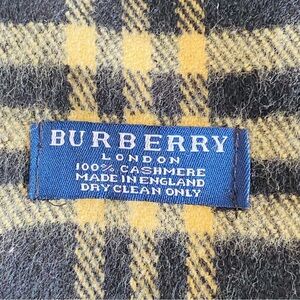 BURBERRY
LONDON
100% CASHMERE
MADE IN ENGLAND
DRY CLEAN ONLY